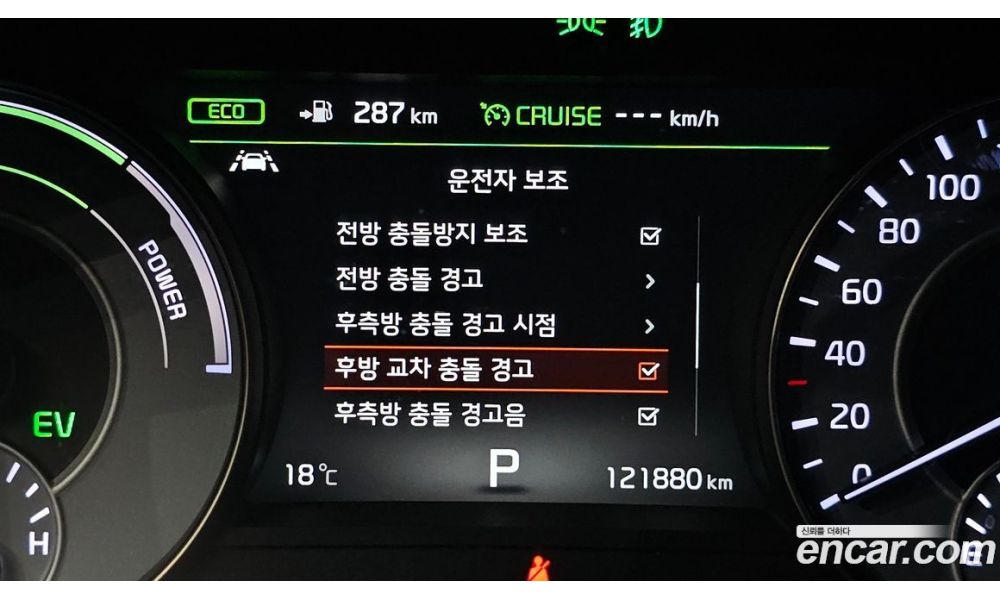 ECO 287 km CRUISE --- km/h
운전자 보조
전방 충돌방지 보조
전방 충돌 경고
후측방 충돌 경고 시점
후방 교차 충돌 경고
후측방 충돌 경고음
18℃ P 121880 km
POWER
EV
H
100
80
60
40
20
0
E
신뢰를 더하다
encar.com